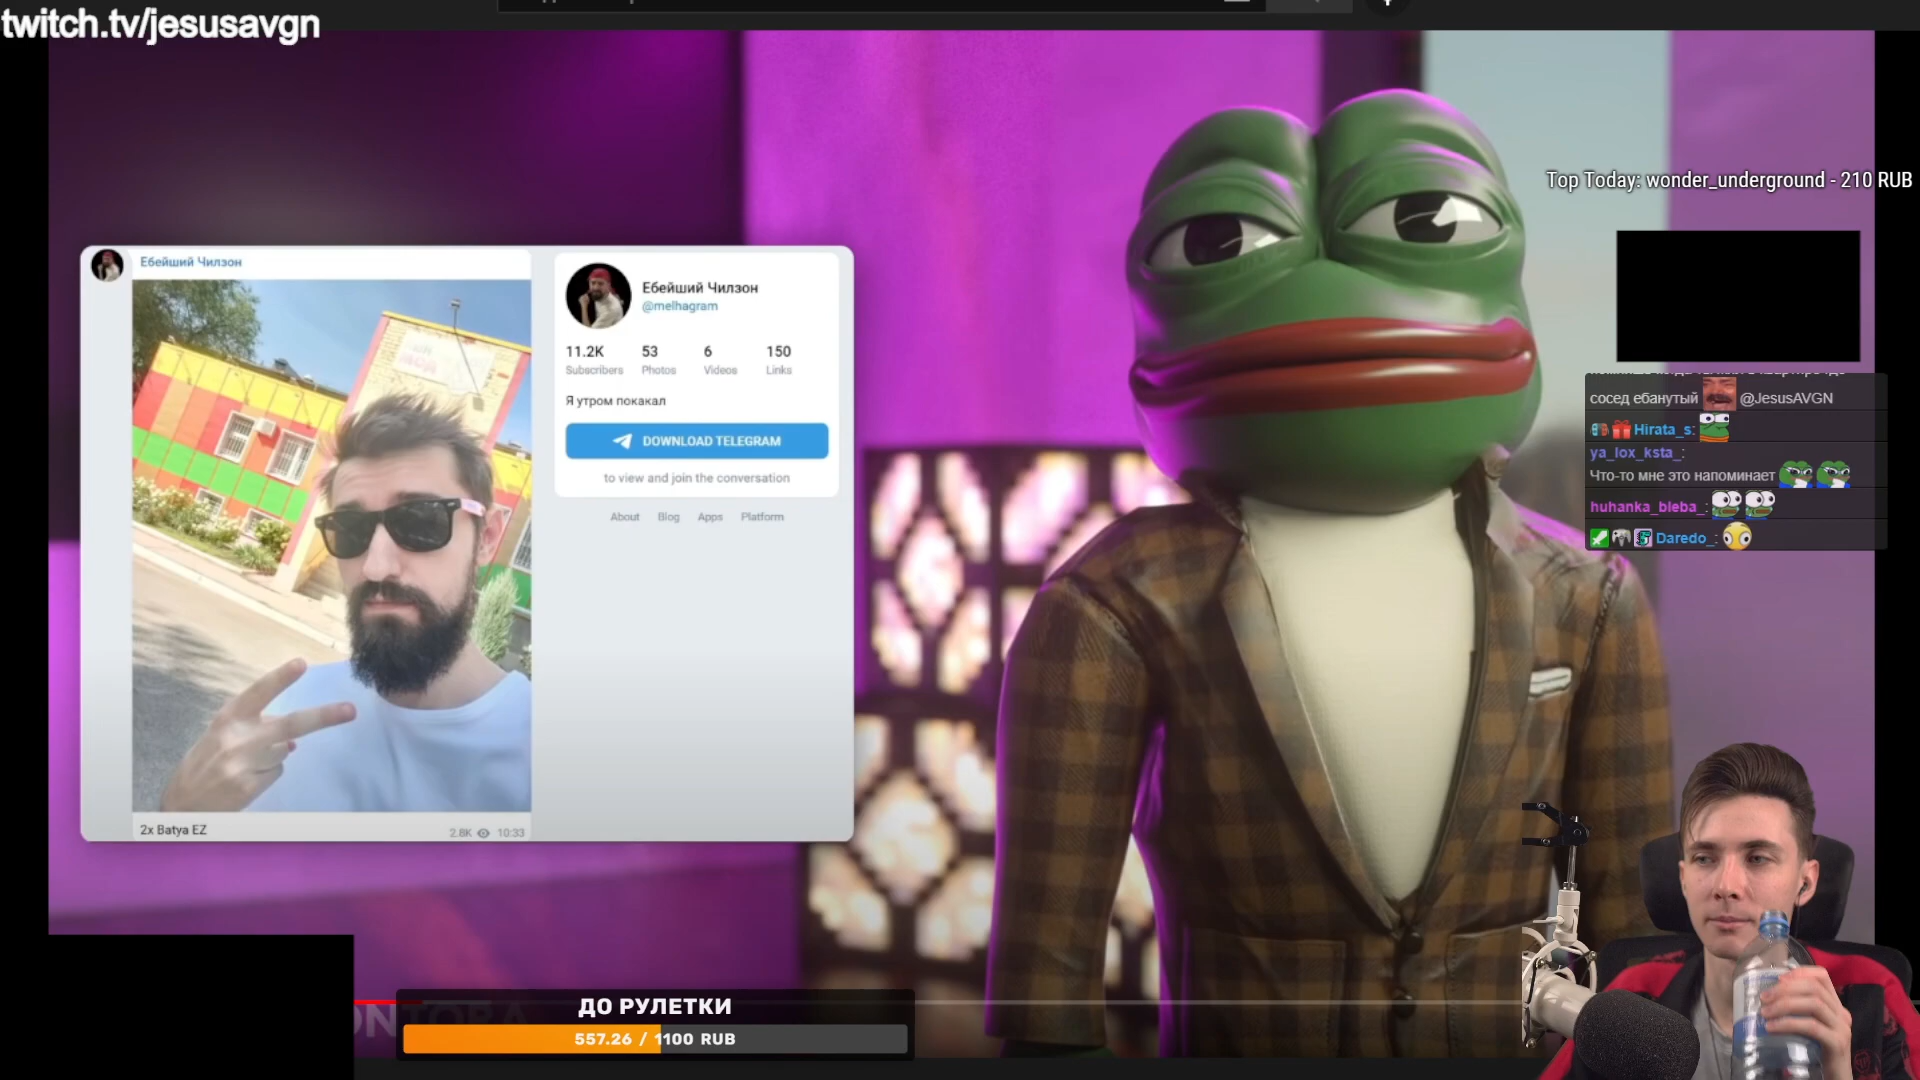 twitch.tv/jesusavgn
Top Today: wonder_underground - 210 RUB
Ебейший Чилзон
Ебейший Чилзон
@melhagram
11.2K 53 6 150
Subscribers Photos Videos Links
Я утром покакал
DOWNLOAD TELEGRAM
to view and join the conversation
About Blog Apps Platform
2x Batya EZ
2.8K 10:33
сосед ебанутый @JesusAVGN
Hirata_s:
ya_lox_ksta_:
Что-то мне это напоминает
huhanka_bleba_:
Daredo_:
ДО РУЛЕТКИ
557.26 / 1100 RUB